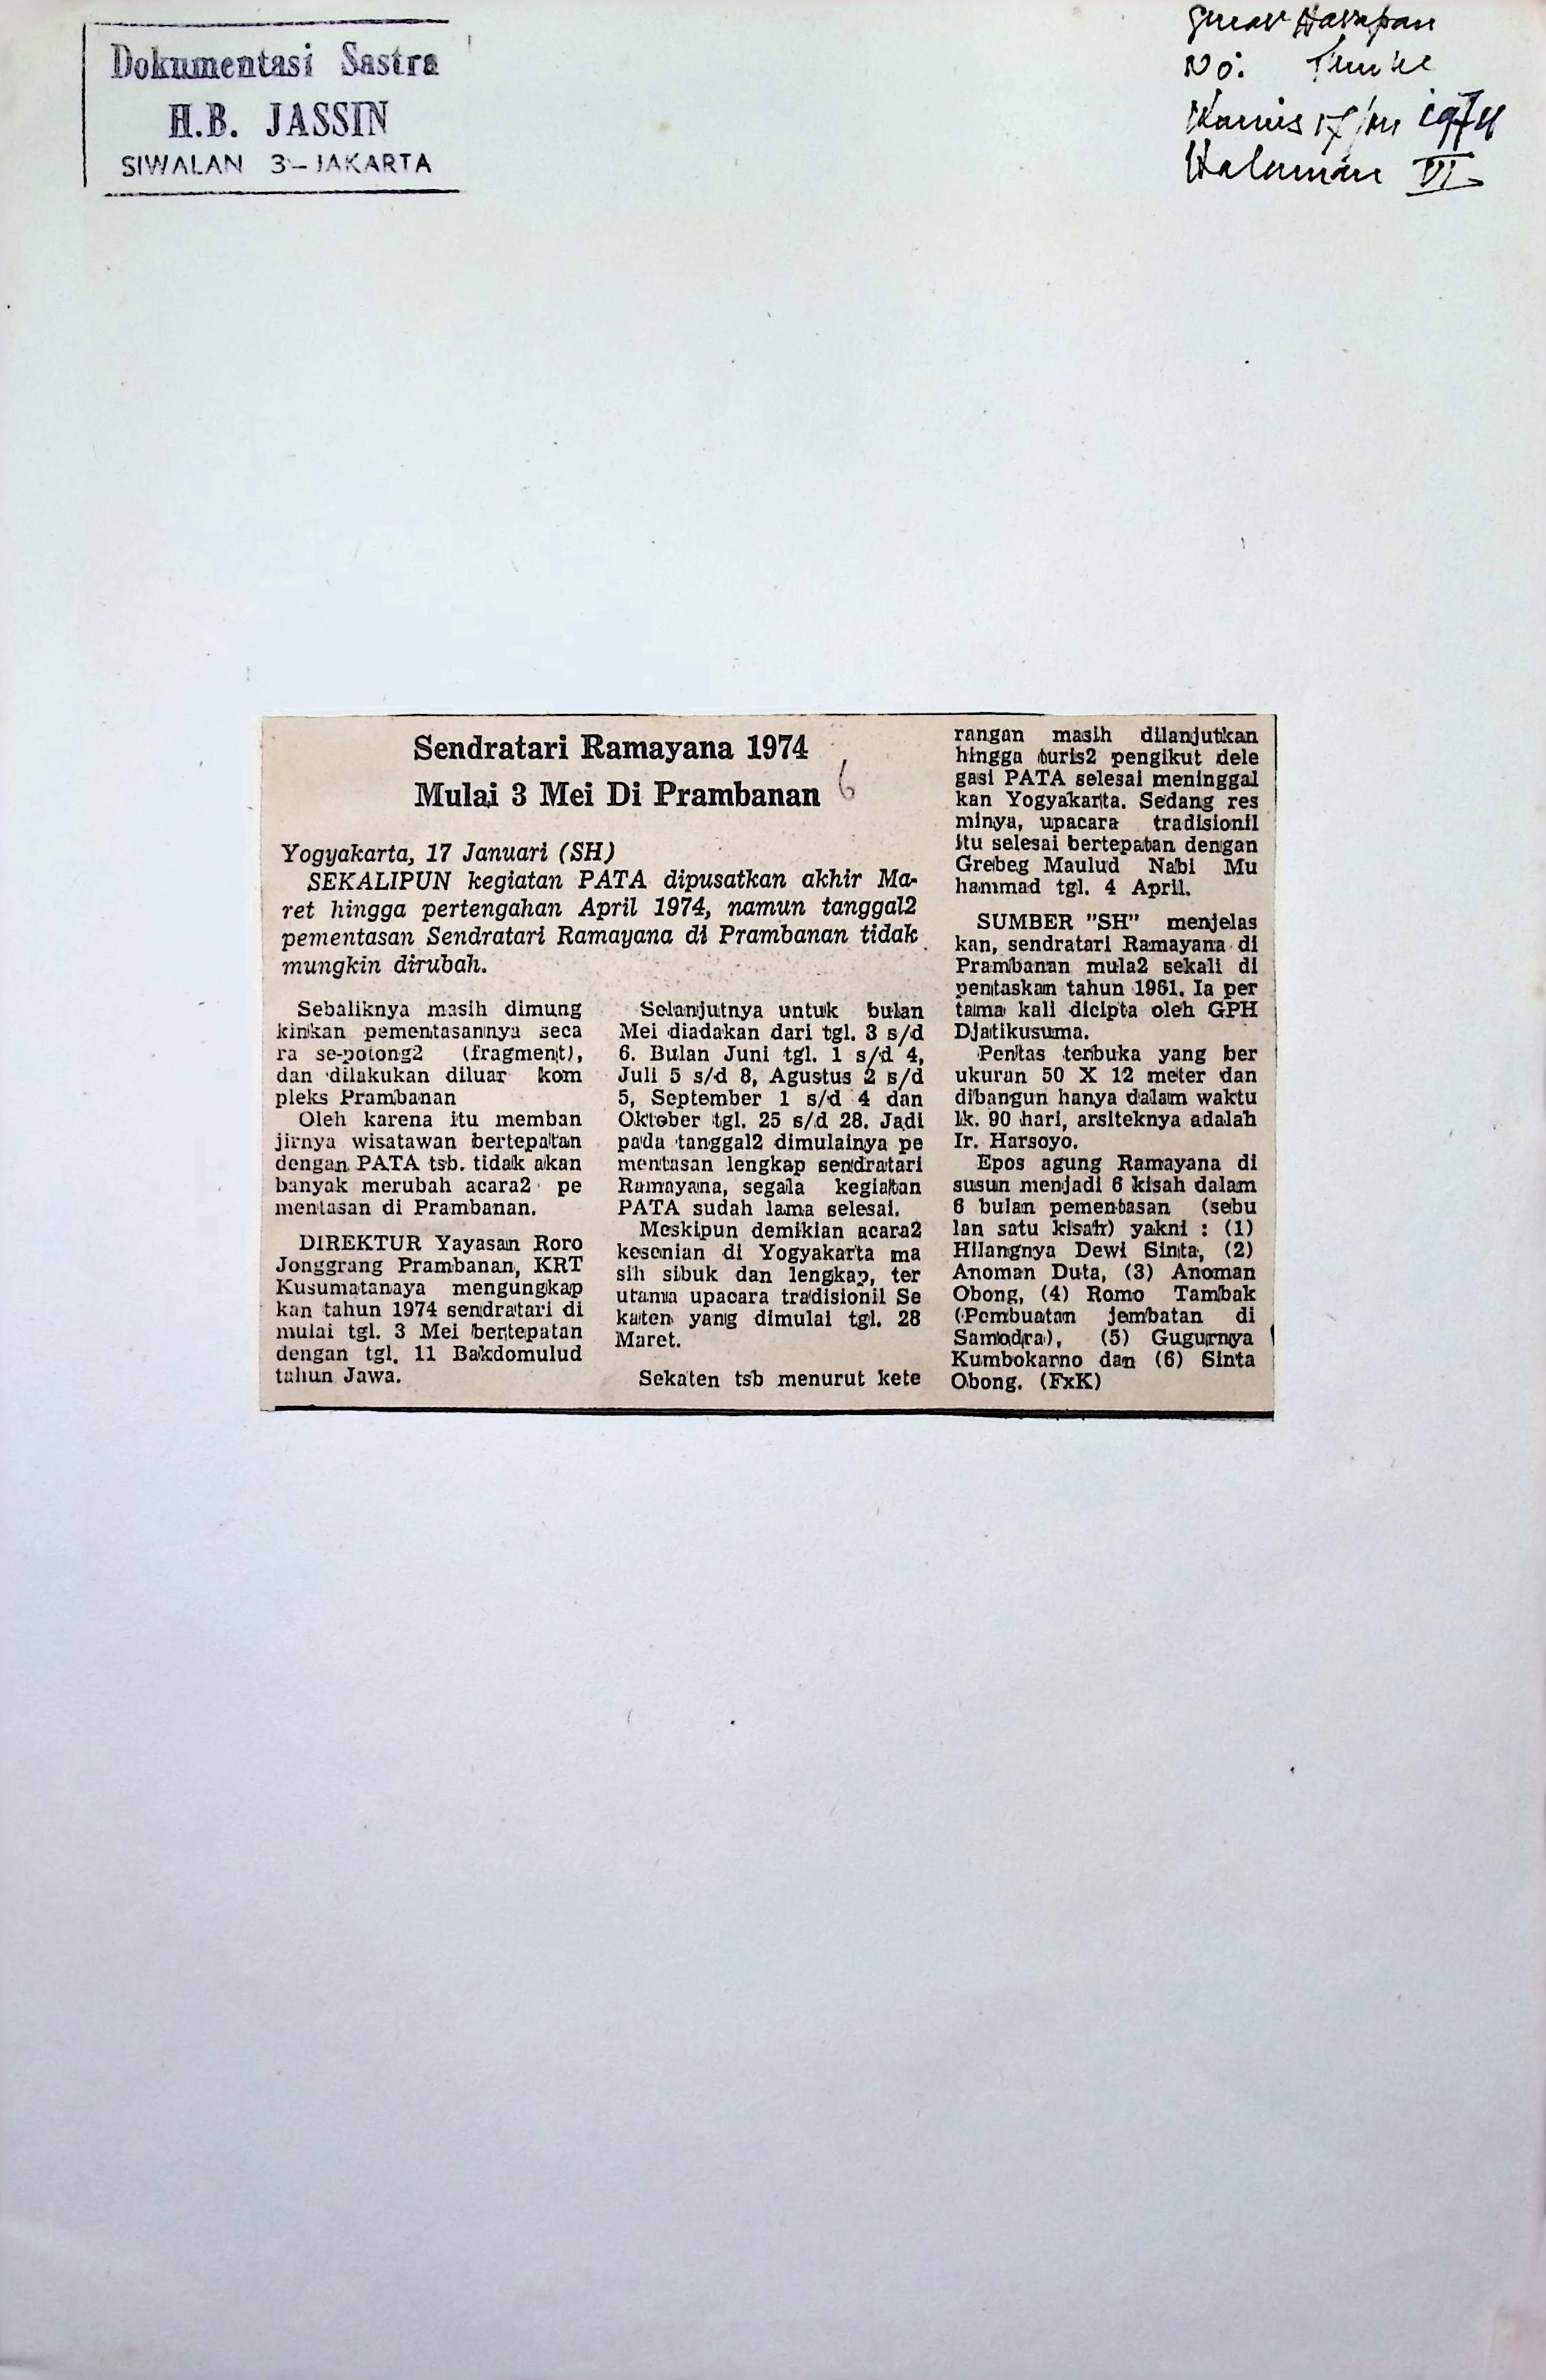 Dokumentasi Sastra
H.B. JASSIN
SIWALAN 3 - JAKARTA
Sinar Harapan
No:
Kamis 17/ 1974
Halaman VI
Sendratari Ramayana 1974
Mulai 3 Mei Di Prambanan
6
Yogyakarta, 17 Januari (SH)
SEKALIPUN kegiatan PATA dipusatkan akhir Ma-
ret hingga pertengahan April 1974, namun tanggal2
pementasan Sendratari Ramayana di Prambanan tidak
mungkin dirubah.
Sebaliknya masih dimung
kinkan pementasannya seca
ra se-potong2 (fragment),
dan dilakukan diluar kom
pleks Prambanan
Oleh karena itu memban
jirnya wisatawan bertepatan
dengan PATA tsb. tidak akan
banyak merubah acara2 pe
mentasan di Prambanan.
DIREKTUR Yayasan Roro
Jonggrang Prambanan, KRT
Kusumatanaya mengungkap
kan tahun 1974 sendratari di
mulai tgl. 3 Mei bertepatan
dengan tgl. 11 Bakdomulud
tahun Jawa.
Selanjutnya untuk bulan
Mei diadakan dari tgl. 3 s/d
6. Bulan Juni tgl. 1 s/d 4,
Juli 5 s/d 8, Agustus 2 s/d
5, September 1 s/d 4 dan
Oktober tgl. 25 s/d 28. Jadi
pada tanggal2 dimulainya pe
mentasan lengkap sendratari
Ramayana, segala kegiatan
PATA sudah lama selesai.
Meskipun demikian acara2
kesenian di Yogyakarta ma
sih sibuk dan lengkap, ter
utama upacara tradisionil Se
katen yang dimulai tgl. 28
Maret.
Sekaten tsb menurut kete
rangan masih dilanjutkan
hingga turis2 pengikut dele
gasi PATA selesai meninggal
kan Yogyakarta. Sedang res
minya, upacara tradisionil
itu selesai bertepatan dengan
Grebeg Maulud Nabi Mu
hammad tgl. 4 April.
SUMBER "SH" menjelas
kan, sendratari Ramayana di
Prambanan mula2 sekali di
pentaskan tahun 1961. Ia per
tama kali dicipta oleh GPH
Djatikusuma.
Pentas terbuka yang ber
ukuran 50 X 12 meter dan
dibangun hanya dalam waktu
lk. 90 hari, arsiteknya adalah
Ir. Harsoyo.
Epos agung Ramayana di
susun menjadi 6 kisah dalam
6 bulan pementasan (sebu
lan satu kisah) yakni : (1)
Hilangnya Dewi Sinta, (2)
Anoman Duta, (3) Anoman
Obong, (4) Romo Tambak
(Pembuatan jembatan di
Samodra), (5) Gugurnya
Kumbokarno dan (6) Sinta
Obong. (FxK)